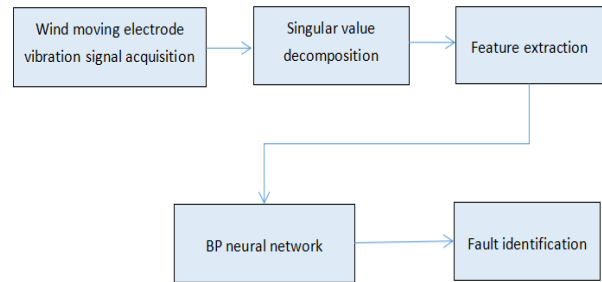 Wind moving electrode
vibration signal acquisition
Singular value
decomposition
Feature extraction
BP neural network
Fault identification